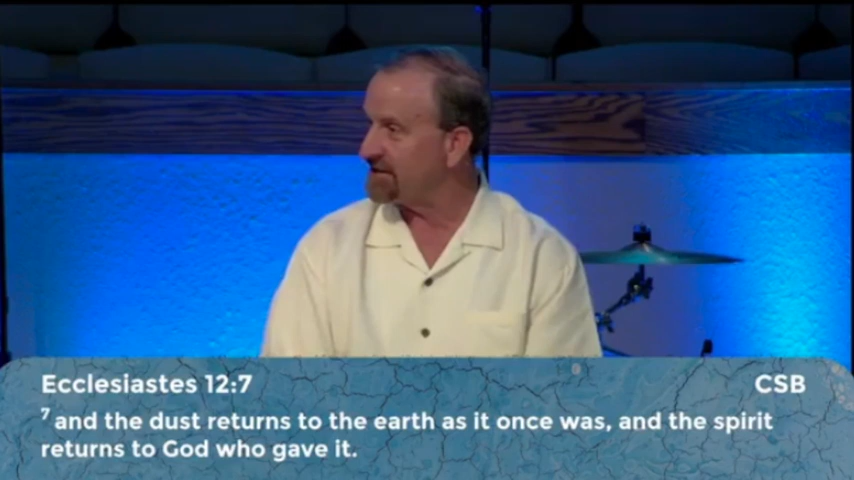 Ecclesiastes 12:7 CSB
7 and the dust returns to the earth as it once was, and the spirit
returns to God who gave it.